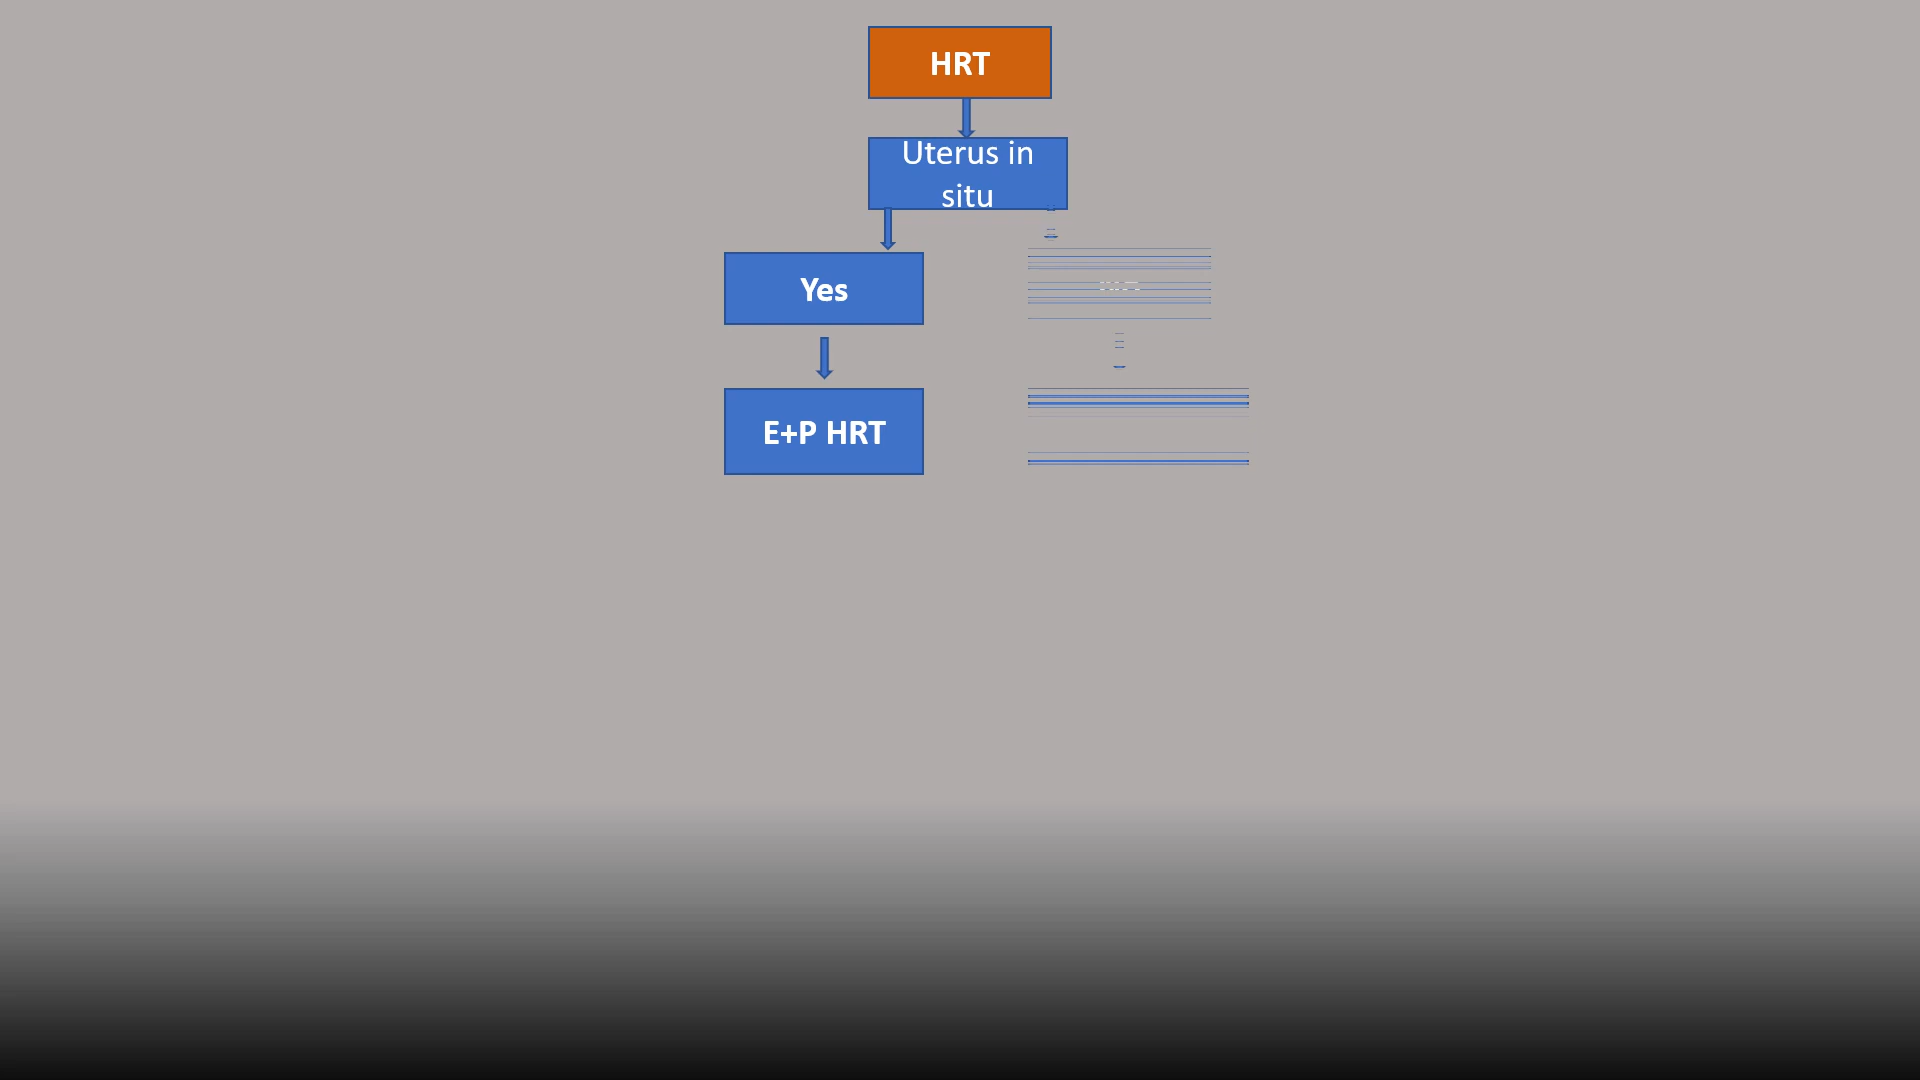 HRT
Uterus in
situ
Yes
E+P HRT